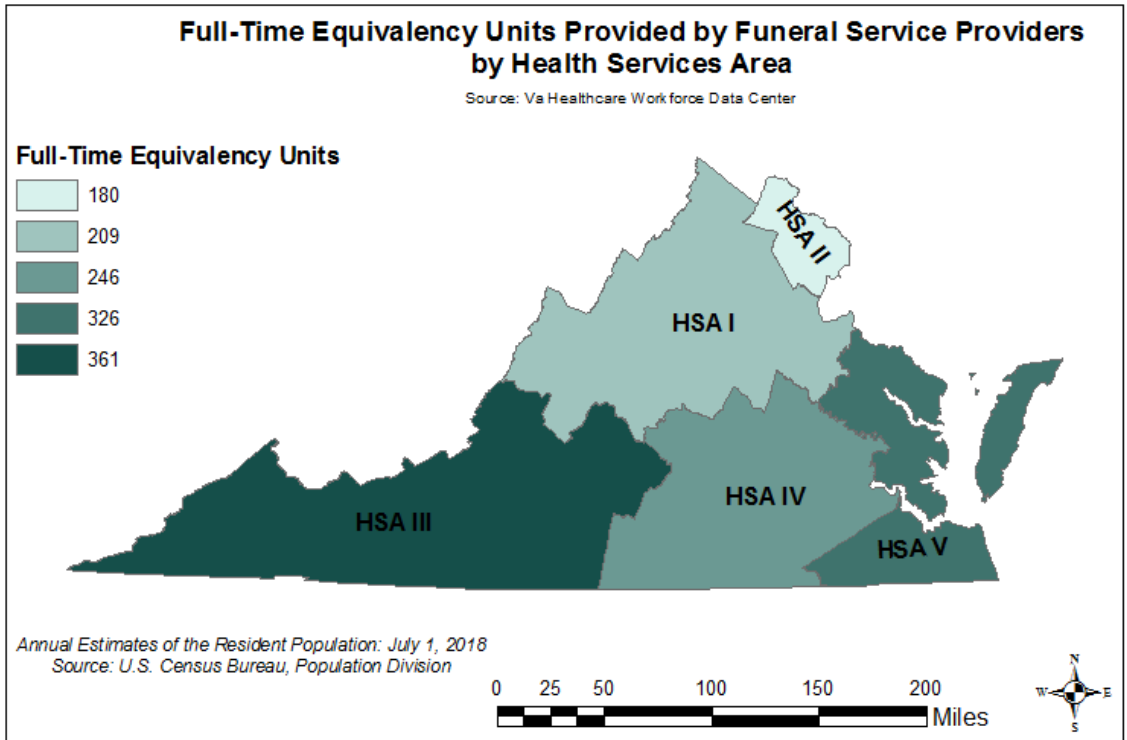 Full-Time Equivalency Units Provided by Funeral Service Providers
by Health Services Area
Source: Va Healthcare Workforce Data Center
Full-Time Equivalency Units
180
209
246
326
361
HSA II
HSA I
HSA IV
HSA III
HSA V
Annual Estimates of the Resident Population: July 1, 2018
Source: U.S. Census Bureau, Population Division
0 25 50 100 150 200
Miles
N
W E
S